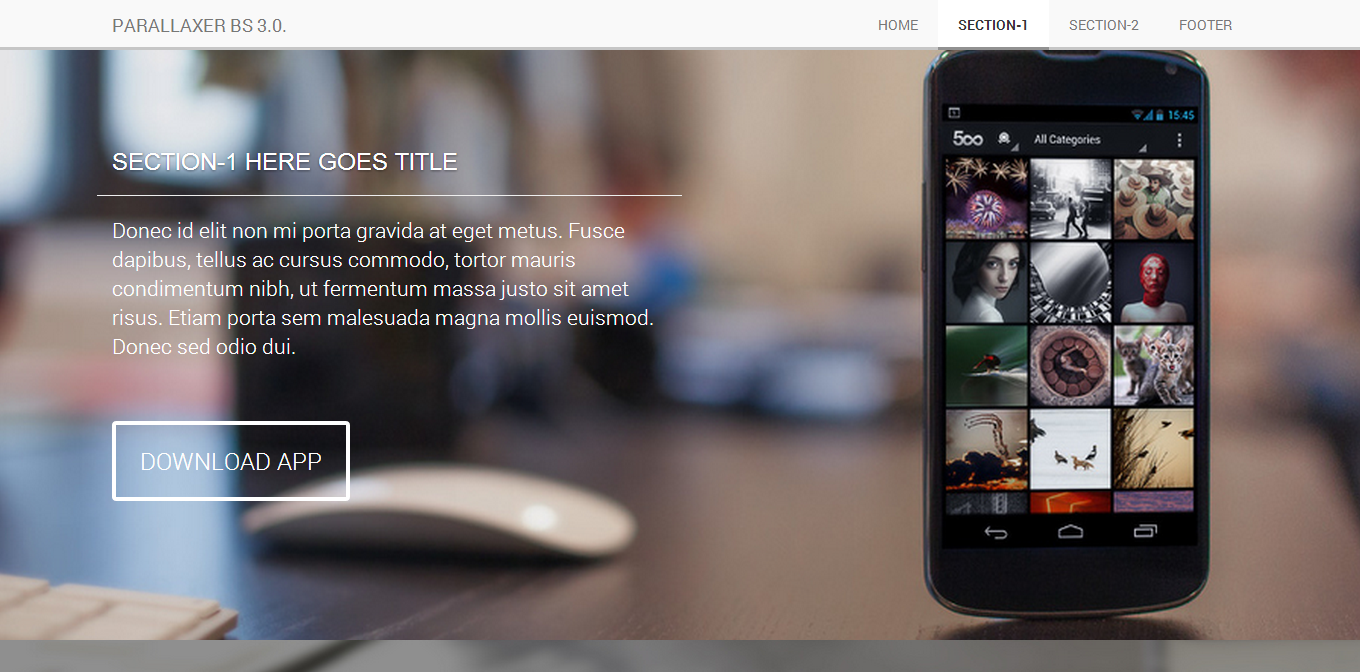 PARALLAXER BS 3.0.
HOME SECTION-1 SECTION-2 FOOTER
SECTION-1 HERE GOES TITLE
Donec id elit non mi porta gravida at eget metus. Fusce
dapibus, tellus ac cursus commodo, tortor mauris
condimentum nibh, ut fermentum massa justo sit amet
risus. Etiam porta sem malesuada magna mollis euismod.
Donec sed odio dui.
DOWNLOAD APP
15:45
500 All Categories